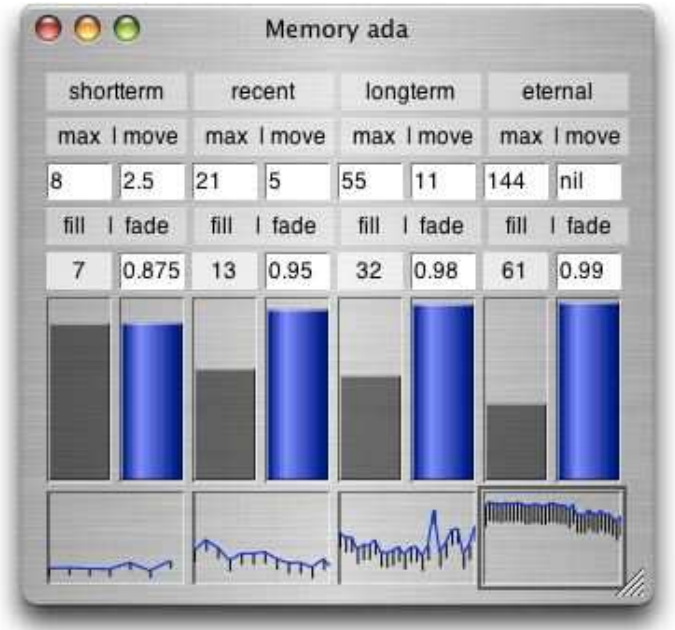 Memory ada
shortterm recent longterm eternal
max | move max | move max | move max | move
8 2.5 21 5 55 11 144 nil
fill | fade fill | fade fill | fade fill | fade
7 0.875 13 0.95 32 0.98 61 0.99